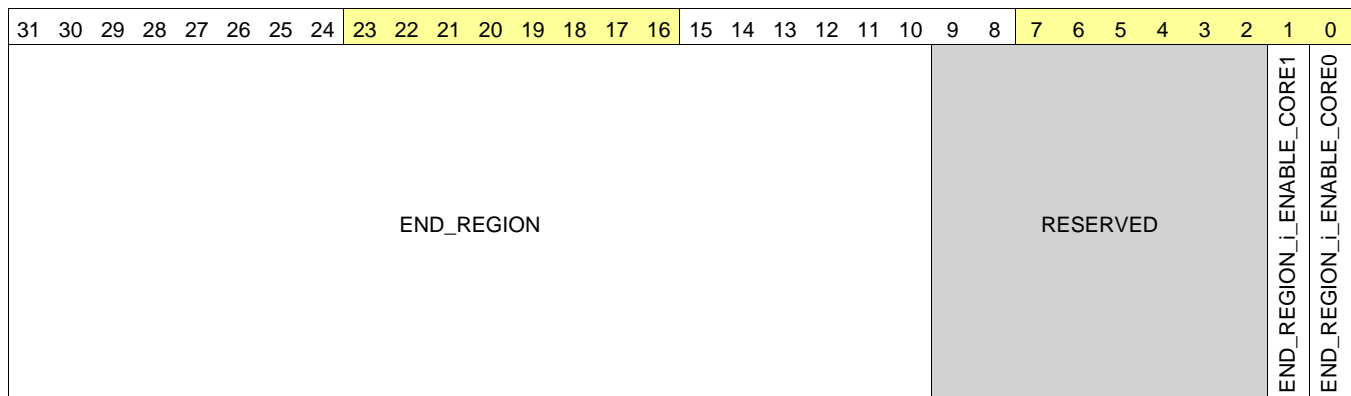 31 30 29 28 27 26 25 24 23 22 21 20 19 18 17 16 15 14 13 12 11 10 9 8 7 6 5 4 3 2 1 0
END_REGION
RESERVED
END_REGION_i_ENABLE_CORE1
END_REGION_i_ENABLE_CORE0